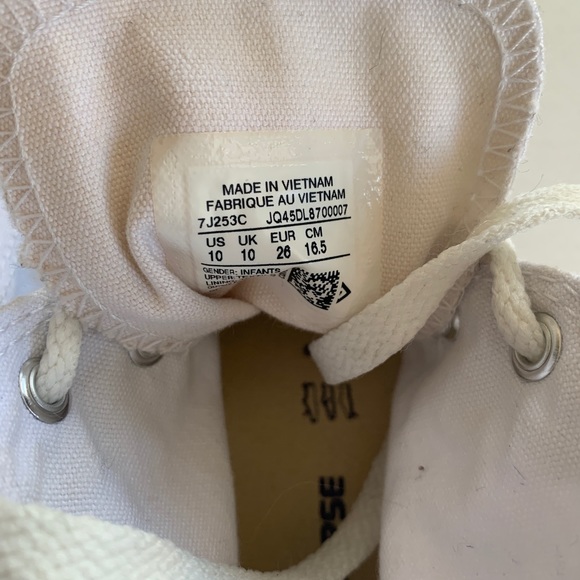 MADE IN VIETNAM
FABRIQUE AU VIETNAM
7J253C JQ45DL8700007
US UK EUR CM
10 10 26 16.5
GENDER: INFANTS